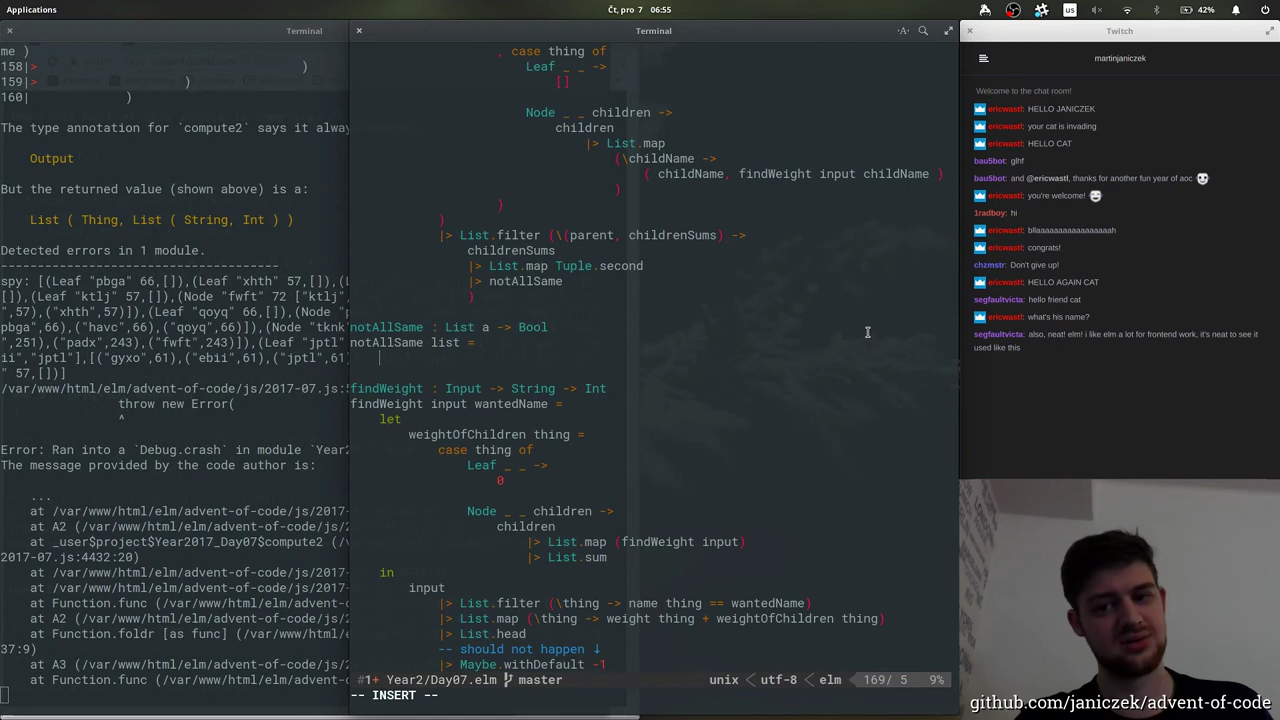 Applications
Čt, pro 7 06:55
us
42%
Terminal
me )
158|> )
159|> )
160| )
The type annotation for `compute2` says it alway
Output
But the returned value (shown above) is a:
List ( Thing, List ( String, Int ) )
Detected errors in 1 module.
spy: [(Leaf "pbga" 66,[]),(Leaf "xhth" 57
]),(Leaf "ktlj" 57,[]),(Node "fwft" 72 ["ktlj",
",57),("xhth",57)]),(Leaf "qoyq" 66,[]),(Node "
pbga",66),("havc",66),("qoyq",66)]),(Node "tknk"
",251),("padx",243),("fwft",243)]),(Leaf "jptl"
ii","jptl"],[("gyxo",61),("ebii",61),("jptl",61)
" 57,[])]
/var/www/html/elm/advent-of-code/js/2017-07.js:5
throw new Error(
^
Error: Ran into a `Debug.crash` in module `Year2
The message provided by the code author is:
...
at /var/www/html/elm/advent-of-code/js/2017-
at A2 (/var/www/html/elm/advent-of-code/js/2
at _user$project$Year2017_Day07$compute2 (/v
2017-07.js:4432:20)
at /var/www/html/elm/advent-of-code/js/2017-
at /var/www/html/elm/advent-of-code/js/2017-
at Function.func (/var/www/html/elm/advent-o
at A2 (/var/www/html/elm/advent-of-code/js/2
at Function.foldr [as func] (/var/www/html/e
37:9)
at A3 (/var/www/html/elm/advent-of-code/js/2
at Function.func (/var/www/html/elm/advent-o
Terminal
, case thing of
Leaf _ _ ->
[]
Node _ _ children ->
children
|> List.map
(\childName ->
( childName, findWeight input childName )
)
)
)
|> List.filter (\(parent, childrenSums) ->
childrenSums
|> List.map Tuple.second
|> notAllSame
)
notAllSame : List a -> Bool
notAllSame list =
findWeight : Input -> String -> Int
findWeight input wantedName =
let
weightOfChildren thing =
case thing of
Leaf _ _ ->
0
Node _ _ children ->
children
|> List.map (findWeight input)
|> List.sum
in
input
|> List.filter (\thing -> name thing == wantedName)
|> List.map (\thing -> weight thing + weightOfChildren thing)
|> List.head
-- should not happen ↓
|> Maybe.withDefault -1
#1+ Year2/Day07.elm master unix < utf-8 < elm 169/ 5 9%
-- INSERT --
Twitch
martinjaniczek
Welcome to the chat room!
ericwastl: HELLO JANICZEK
ericwastl: your cat is invading
ericwastl: HELLO CAT
bau5bot: glhf
bau5bot: and @ericwastl, thanks for another fun year of aoc
ericwastl: you're welcome!
1radboy: hi
ericwastl: bllaaaaaaaaaaaaaaaaah
ericwastl: congrats!
chzmstr: Don't give up!
ericwastl: HELLO AGAIN CAT
segfaultvicta: hello friend cat
ericwastl: what's his name?
segfaultvicta: also, neat! elm! i like elm a lot for frontend work, it's neat to see it
used like this
github.com/janiczek/advent-of-code